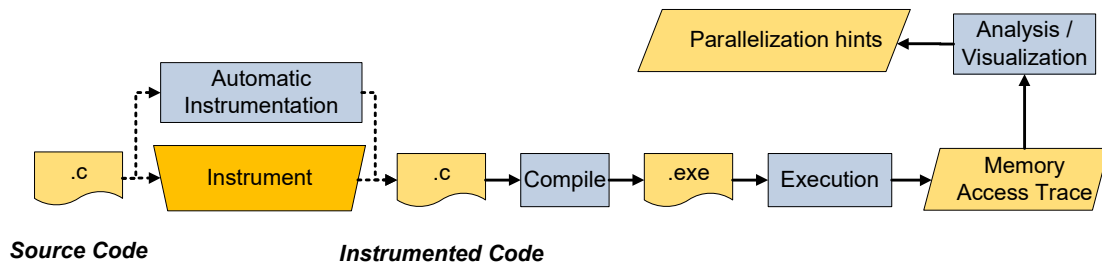 Parallelization hints
Analysis /
Visualization
Automatic
Instrumentation
.c
Instrument
.c
Compile
.exe
Execution
Memory
Access Trace
Source Code
Instrumented Code